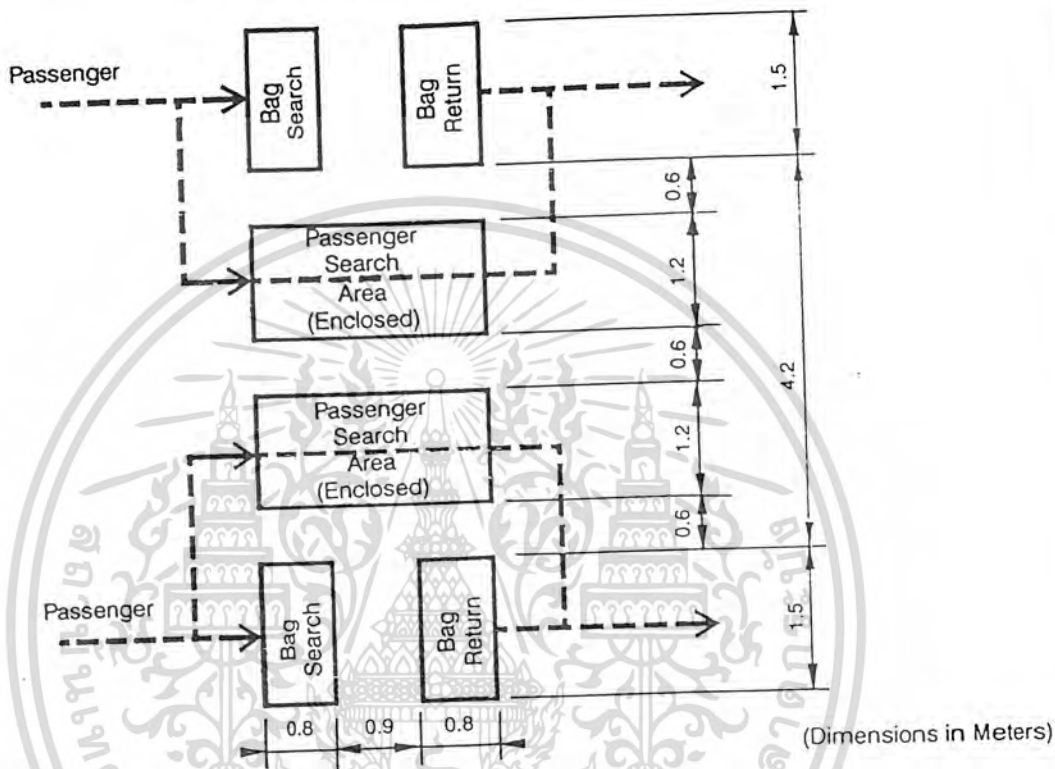 Passenger
Bag
Search
Bag
Return
1.5
0.6
Passenger
Search
Area
(Enclosed)
1.2
0.6
4.2
Passenger
Search
Area
(Enclosed)
1.2
0.6
Passenger
Bag
Search
Bag
Return
1.5
0.8
0.9
0.8
(Dimensions in Meters)